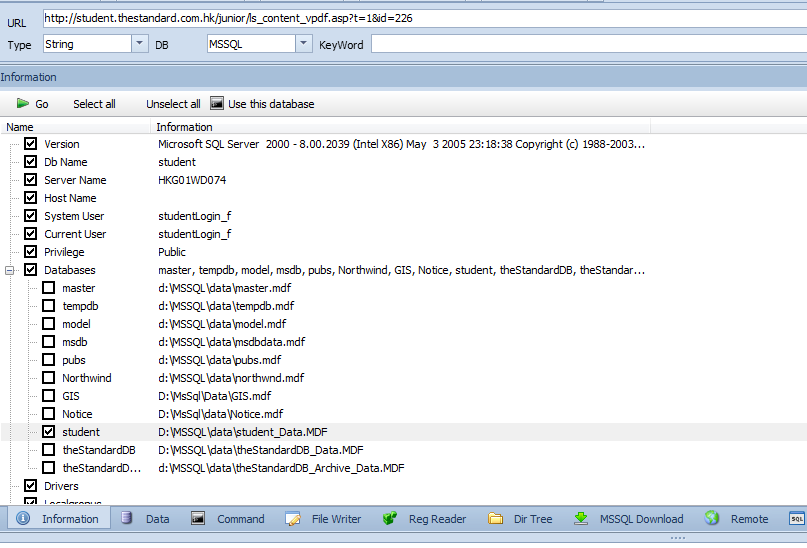 URL http://student.thestandard.com.hk/junior/ls_content_vpdf.asp?t=1&id=226
Type String DB MSSQL KeyWord
Information
Go Select all Unselect all Use this database
Name Information
Version Microsoft SQL Server 2000 - 8.00.2039 (Intel X86) May 3 2005 23:18:38 Copyright (c) 1988-2003...
Db Name student
Server Name HKG01WD074
Host Name
System User studentLogin_f
Current User studentLogin_f
Privilege Public
Databases master, tempdb, model, msdb, pubs, Northwind, GIS, Notice, student, theStandardDB, theStandar...
master d:\MSSQL\data\master.mdf
tempdb d:\MSSQL\data\tempdb.mdf
model d:\MSSQL\data\model.mdf
msdb d:\MSSQL\data\msdbdata.mdf
pubs d:\MSSQL\data\pubs.mdf
Northwind d:\MSSQL\data\northwnd.mdf
GIS D:\MsSql\Data\GIS.mdf
Notice D:\MsSql\data\Notice.mdf
student D:\MSSQL\data\student_Data.MDF
theStandardDB D:\MSSQL\data\theStandardDB_Data.MDF
theStandardD... d:\MSSQL\data\theStandardDB_Archive_Data.MDF
Drivers
Information Data Command File Writer Reg Reader Dir Tree MSSQL Download Remote SQL